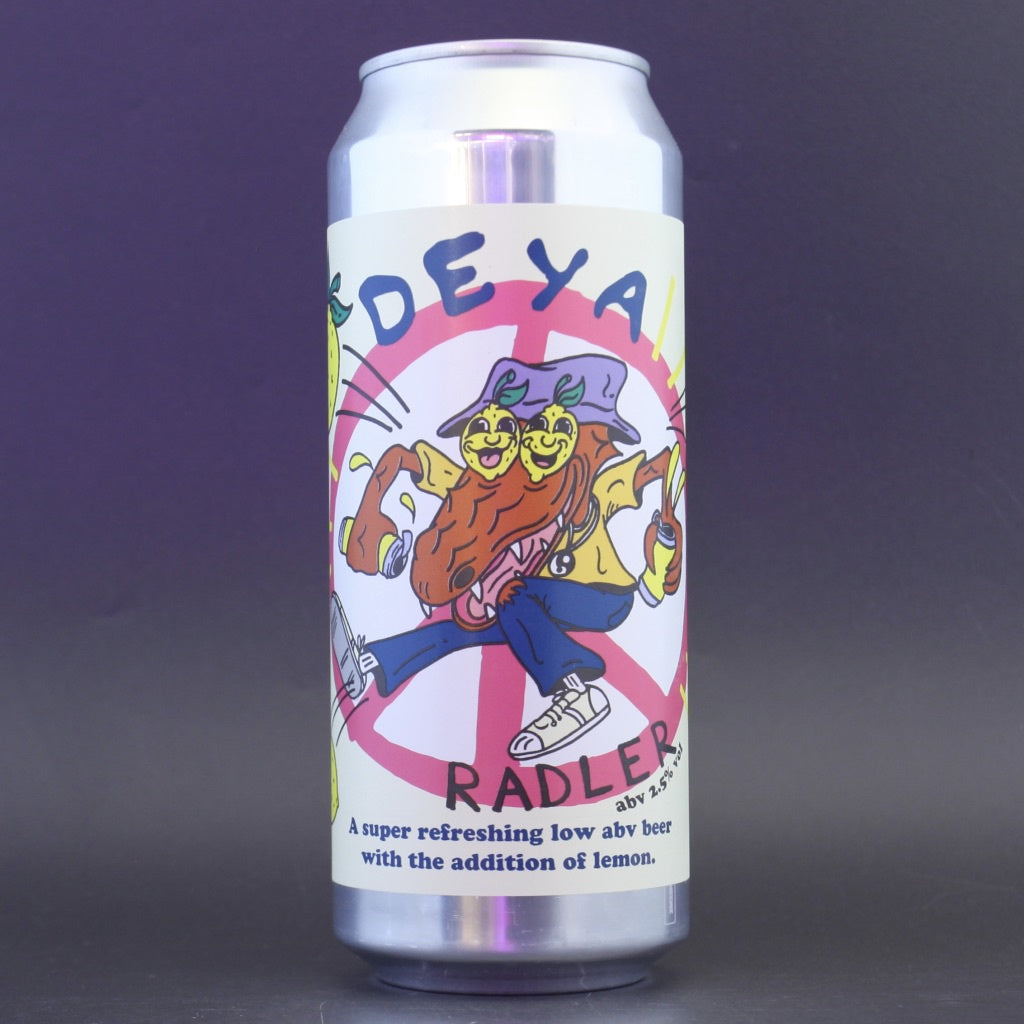 DEYA
RADLER
abv 2.5% vol
A super refreshing low abv beer
with the addition of lemon.